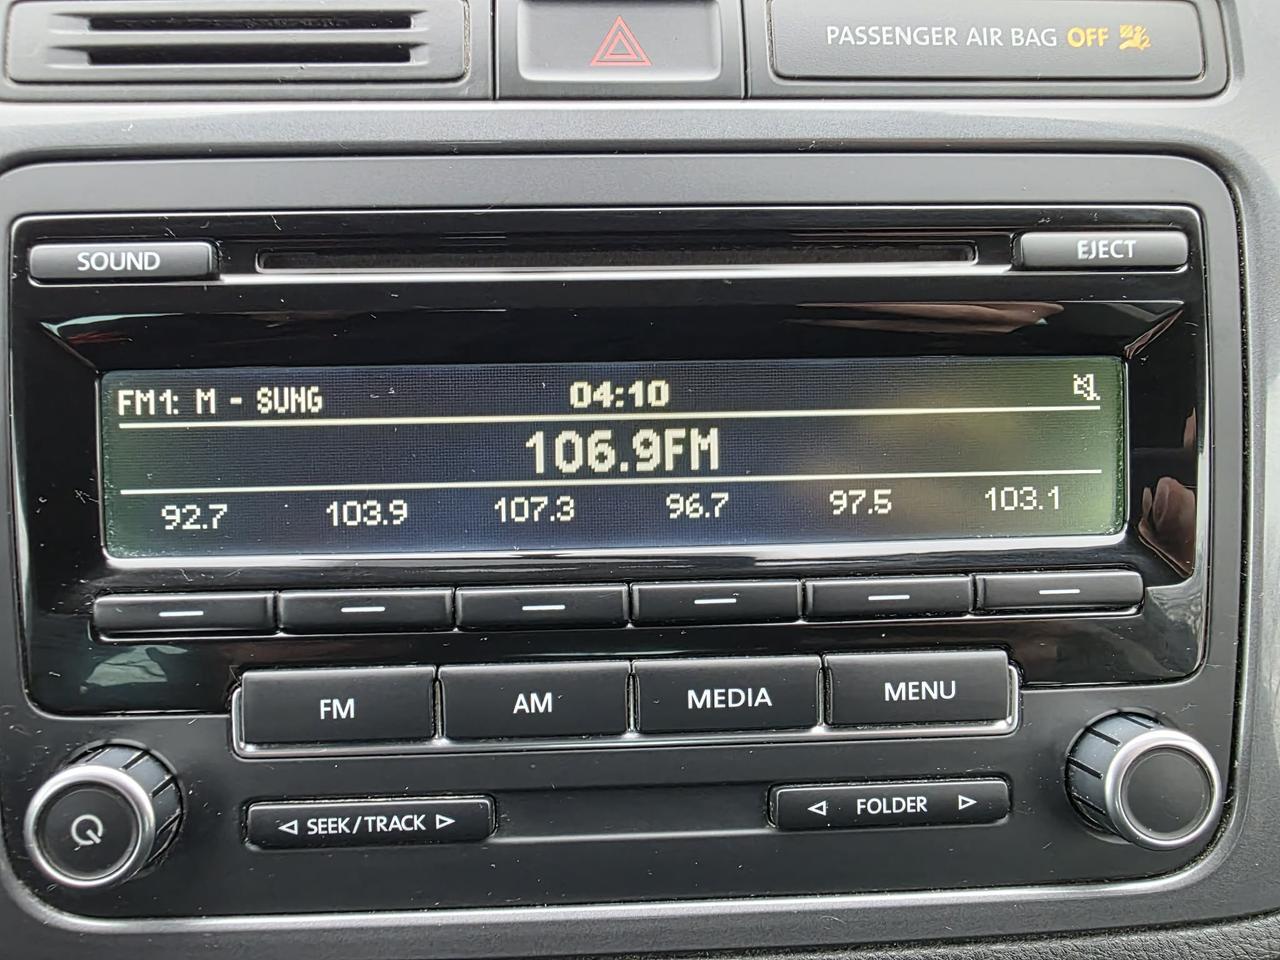 PASSENGER AIR BAG OFF
SOUND
EJECT
FM1: M - SUNG 04:10
106.9FM
92.7 103.9 107.3 96.7 97.5 103.1
FM AM MEDIA MENU
SEEK/TRACK
FOLDER